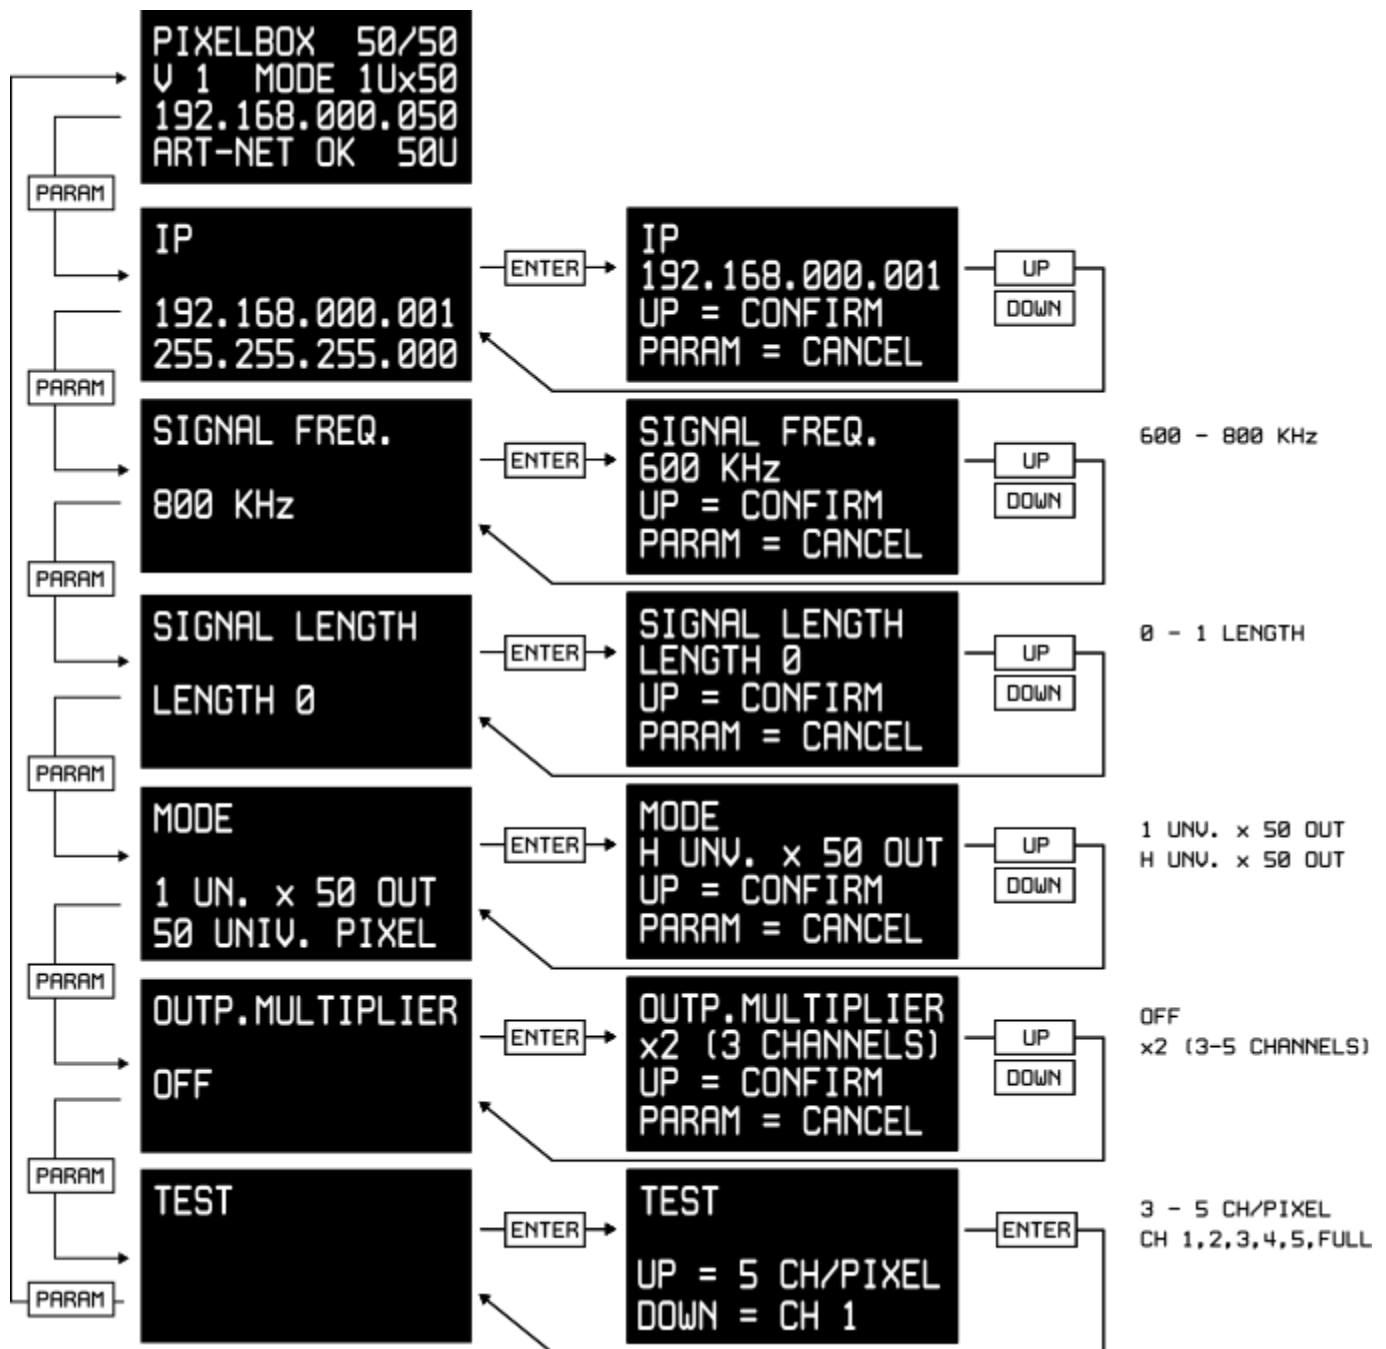 PIXELBOX 50/50
V 1 MODE 1Ux50
192.168.000.050
ART-NET OK 50U
PARAM
IP
192.168.000.001
255.255.255.000
ENTER
IP
192.168.000.001
UP = CONFIRM
PARAM = CANCEL
UP
DOWN
PARAM
SIGNAL FREQ.
800 KHz
ENTER
SIGNAL FREQ.
600 KHz
UP = CONFIRM
PARAM = CANCEL
UP
DOWN
600 - 800 KHz
PARAM
SIGNAL LENGTH
LENGTH 0
ENTER
SIGNAL LENGTH
LENGTH 0
UP = CONFIRM
PARAM = CANCEL
UP
DOWN
0 - 1 LENGTH
PARAM
MODE
1 UN. x 50 OUT
50 UNIV. PIXEL
ENTER
MODE
H UNV. x 50 OUT
UP = CONFIRM
PARAM = CANCEL
UP
DOWN
1 UNV. x 50 OUT
H UNV. x 50 OUT
PARAM
OUTP.MULTIPLIER
OFF
ENTER
OUTP.MULTIPLIER
x2 (3 CHANNELS)
UP = CONFIRM
PARAM = CANCEL
UP
DOWN
OFF
x2 (3-5 CHANNELS)
PARAM
TEST
ENTER
TEST
UP = 5 CH/PIXEL
DOWN = CH 1
ENTER
3 - 5 CH/PIXEL
CH 1,2,3,4,5,FULL
PARAM